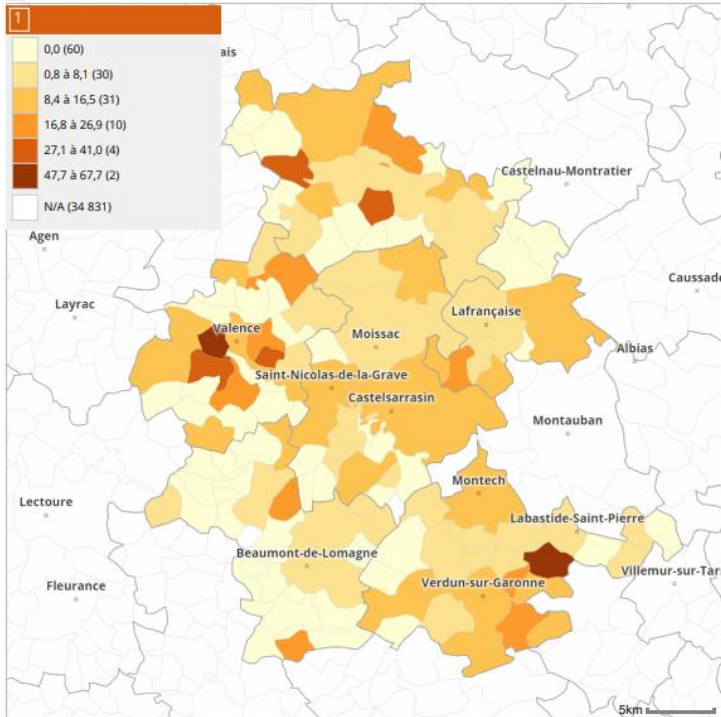 1
0,0 (60)
0,8 à 8,1 (30)
8,4 à 16,5 (31)
16,8 à 26,9 (10)
27,1 à 41,0 (4)
47,7 à 67,7 (2)
N/A (34 831)
ais
Castelnau-Montratier
Agen
Caussade
Layrac
Lafrançaise
Valence
Moissac
Albias
Saint-Nicolas-de-la-Grave
Castelsarrasin
Montauban
Lectoure
Montech
Labastide-Saint-Pierre
Beaumont-de-Lomagne
Fleurance
Verdun-sur-Garonne
Villemur-sur-Tar
5km